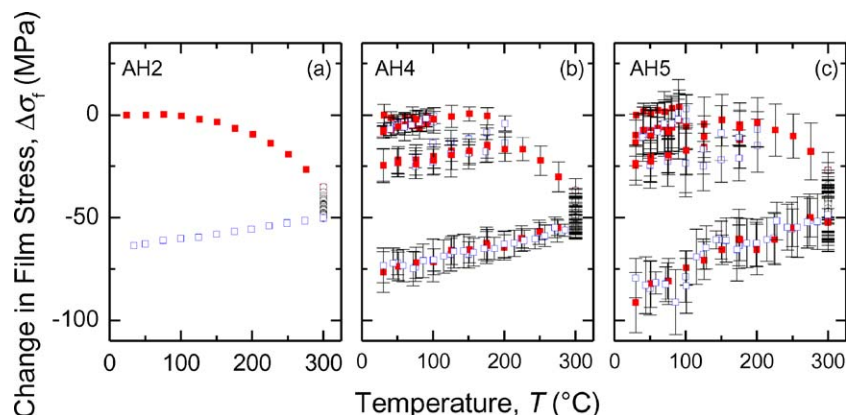 Change in Film Stress, Δσf (MPa)
0
-50
-100
AH2 (a)
AH4 (b)
AH5 (c)
0 100 200 300
0 100 200 300
0 100 200 300
Temperature, T (°C)